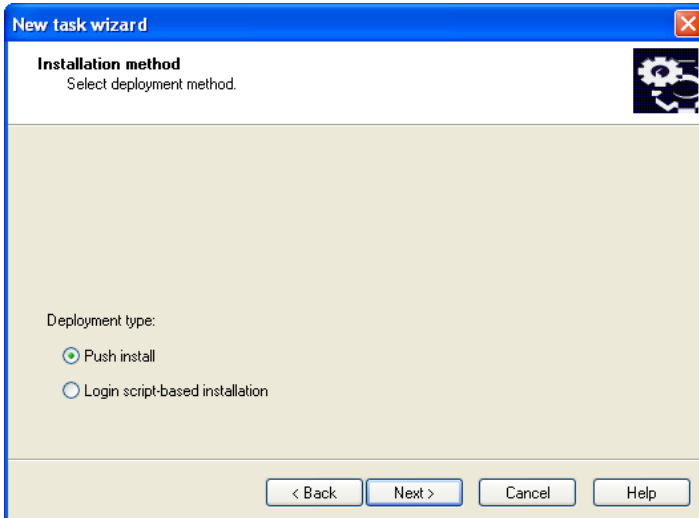 New task wizard
Installation method
Select deployment method.
Deployment type:
Push install
Login script-based installation
< Back
Next >
Cancel
Help